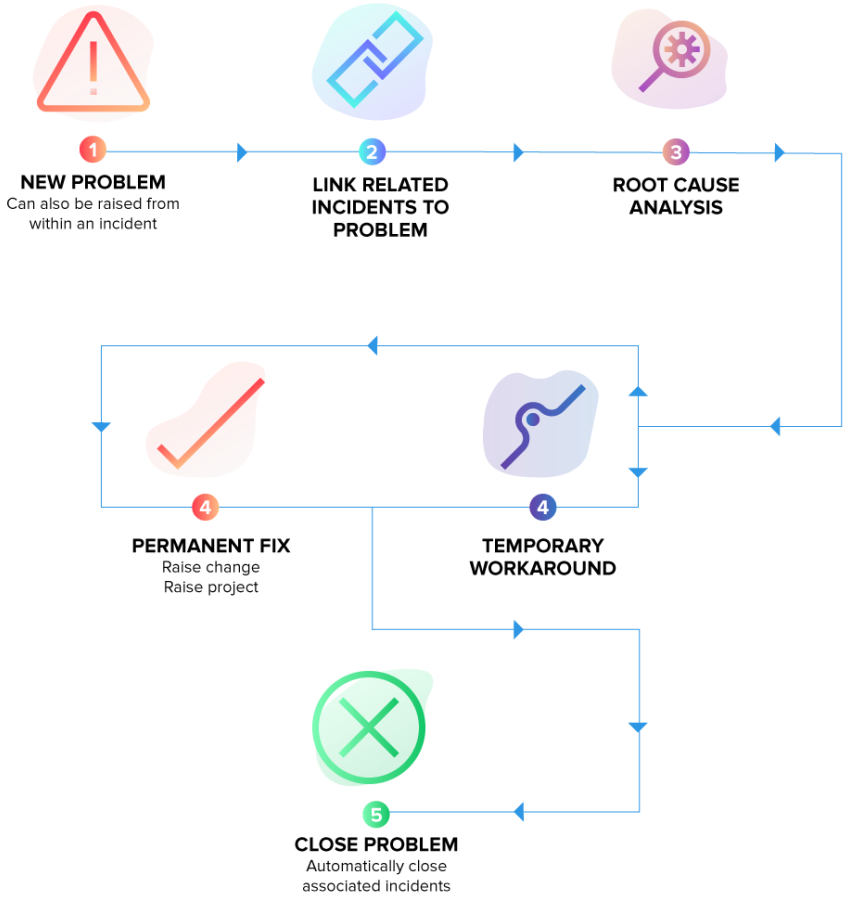 1
NEW PROBLEM
Can also be raised from
within an incident
2
LINK RELATED
INCIDENTS TO
PROBLEM
3
ROOT CAUSE
ANALYSIS
4
PERMANENT FIX
Raise change
Raise project
4
TEMPORARY
WORKAROUND
5
CLOSE PROBLEM
Automatically close
associated incidents